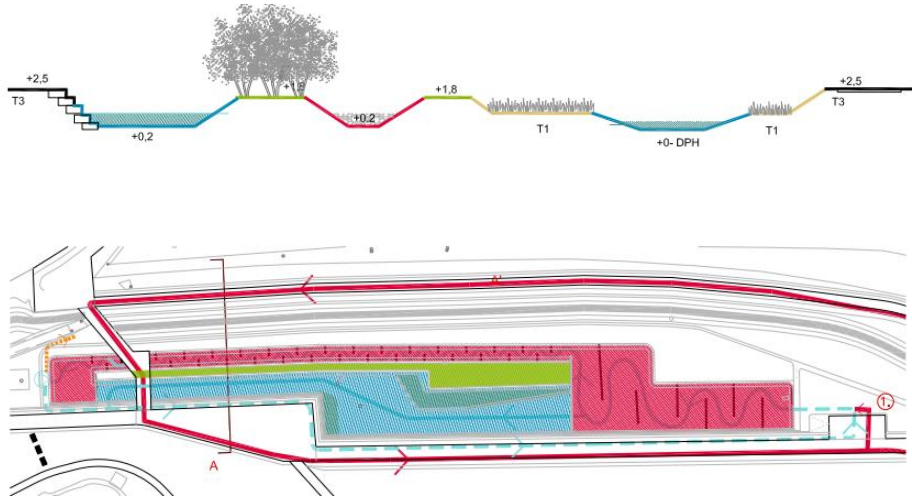 +2,5
T3
+0,2
+1,8
+0.2
+1,8
T1
+0- DPH
T1
+2,5
T3
A'
A
1.